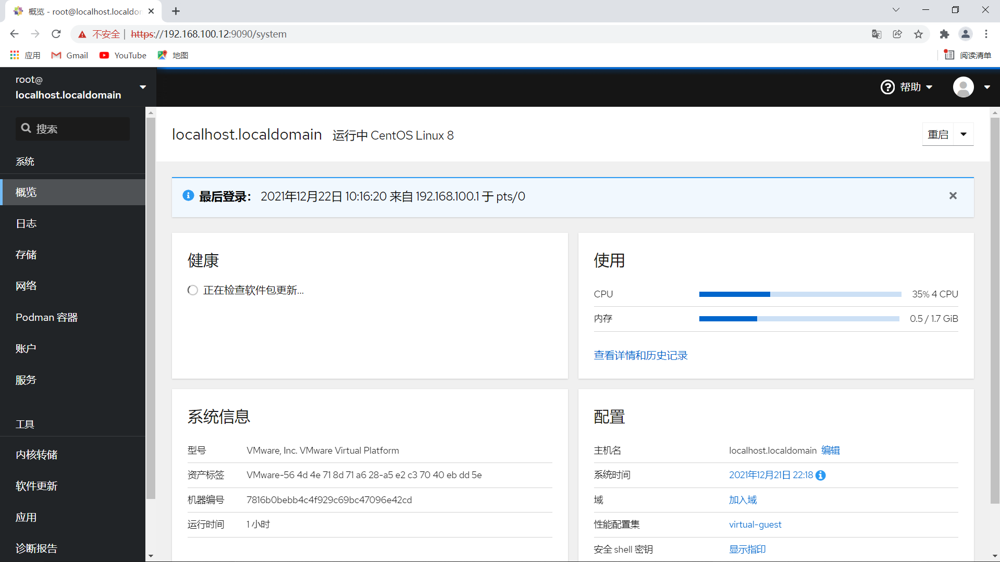 概览 - root@localhost.localdon
不安全 | https://192.168.100.12:9090/system
应用 Gmail YouTube 地图 阅读清单
root@
localhost.localdomain
帮助
搜索
系统
概览
日志
存储
网络
Podman 容器
账户
服务
工具
内核转储
软件更新
应用
诊断报告
localhost.localdomain 运行中 CentOS Linux 8
重启
最后登录： 2021年12月22日 10:16:20 来自 192.168.100.1 于 pts/0
健康
正在检查软件包更新...
使用
CPU 35% 4 CPU
内存 0.5 / 1.7 GiB
查看详情和历史记录
系统信息
型号 VMware, Inc. VMware Virtual Platform
资产标签 VMware-56 4d 4e 71 8d 71 a6 28-a5 e2 c3 70 40 eb dd 5e
机器编号 7816b0bebb4c4f929c69bc47096e42cd
运行时间 1 小时
配置
主机名 localhost.localdomain 编辑
系统时间 2021年12月21日 22:18
域 加入域
性能配置集 virtual-guest
安全 shell 密钥 显示指印